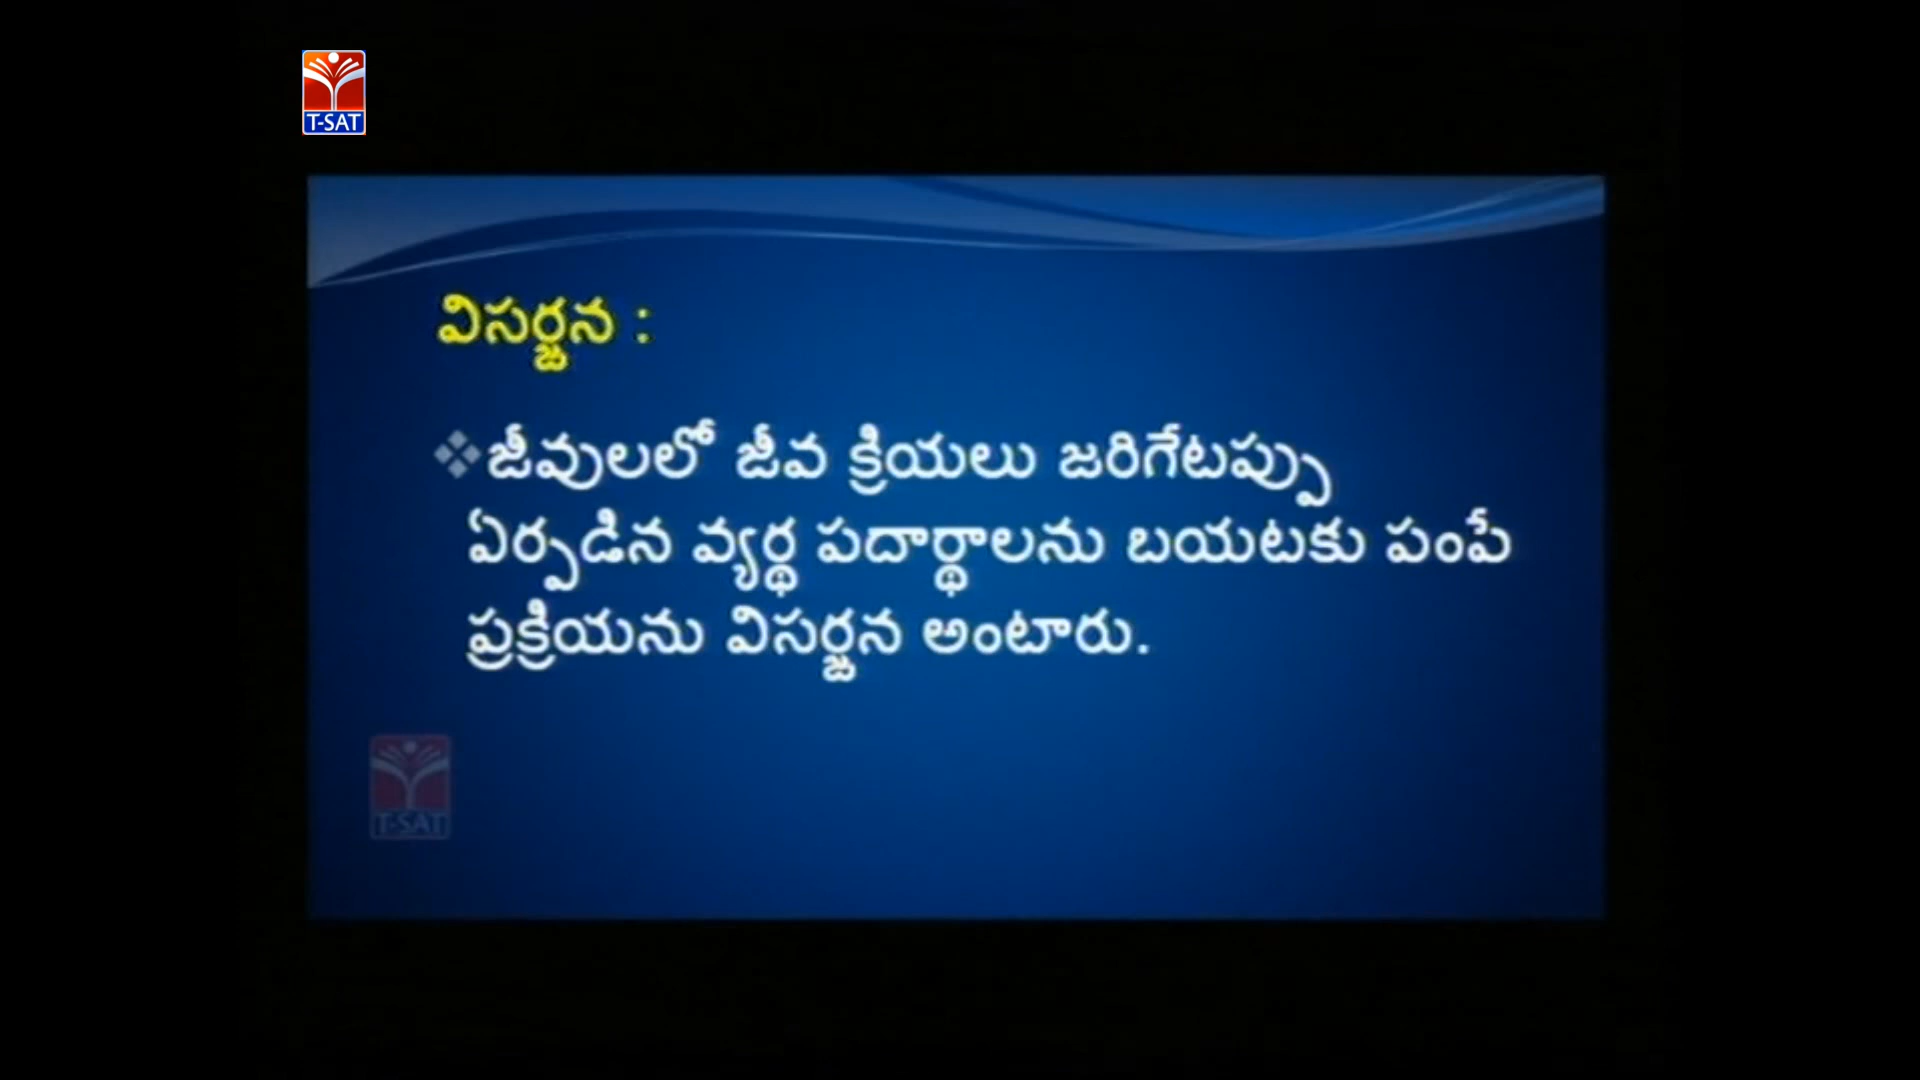 T-SAT
విసర్జన :
❖జీవులలో జీవ క్రియలు జరిగేటప్పు
ఏర్పడిన వ్యర్థ పదార్థాలను బయటకు పంపే
ప్రక్రియను విసర్జన అంటారు.
T-SAT